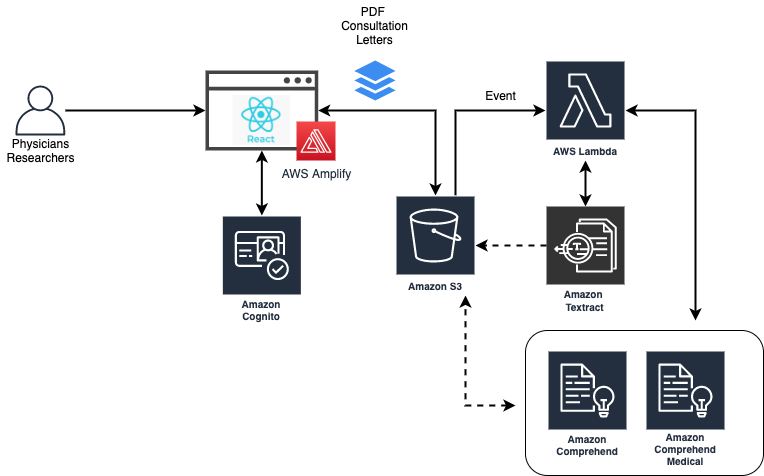 PDF
Consultation
Letters
Physicians
Researchers
React
AWS Amplify
Event
AWS Lambda
Amazon
Cognito
Amazon S3
Amazon
Textract
Amazon
Comprehend
Amazon
Comprehend
Medical